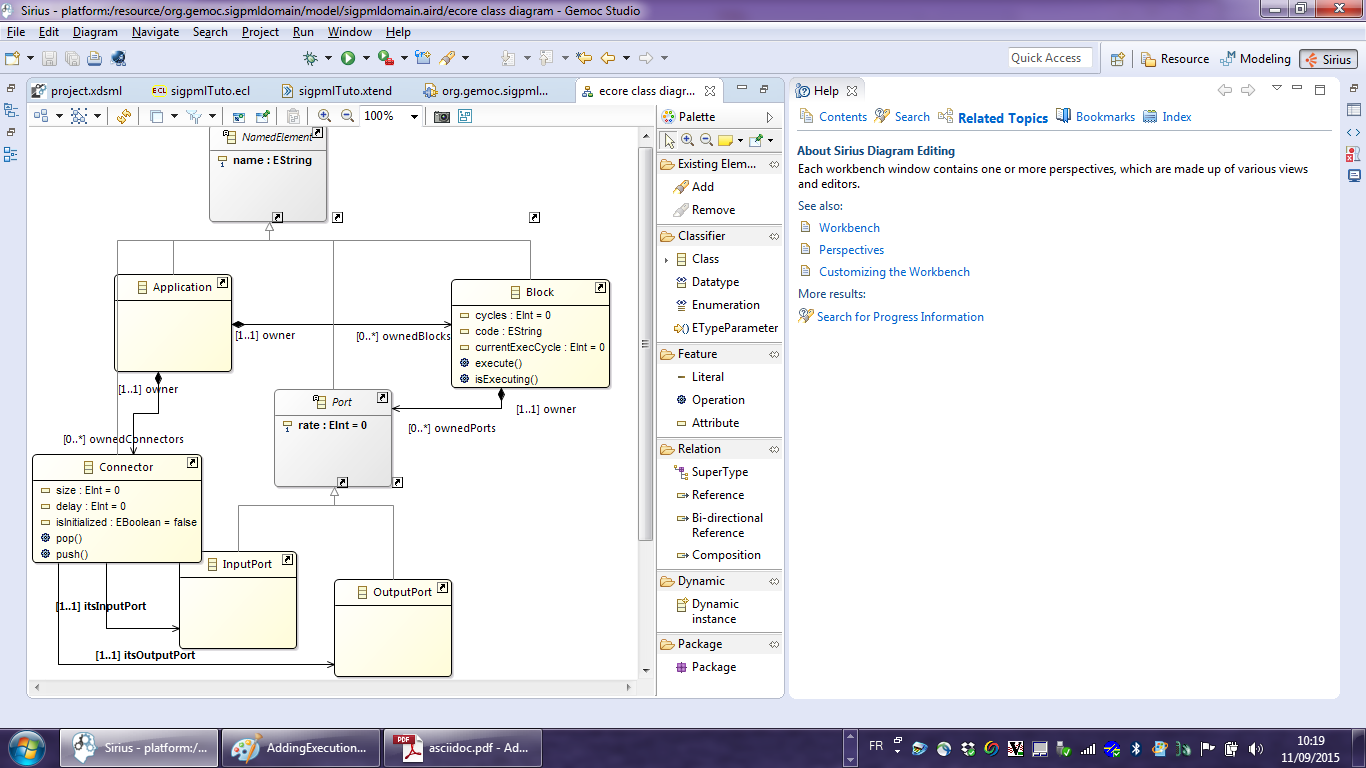 Sirius - platform:/resource/org.gemoc.sigpmldomain/model/sigpmldomain.aird/ecore class diagram - Gemoc Studio
File Edit Diagram Navigate Search Project Run Window Help
Quick Access
Resource
Modeling
Sirius
project.xdsml
ECL sigpmlTuto.ecl
sigpmlTuto.xtend
org.gemoc.sigpml...
ecore class diagr...
100%
NamedElement
name : EString
Application
Block
cycles : EInt = 0
code : EString
currentExecCycle : EInt = 0
execute()
isExecuting()
[1..1] owner
[0..*] ownedBlocks
[1..1] owner
[1..1] owner
Port
rate : EInt = 0
[0..*] ownedPorts
[0..*] ownedConnectors
Connector
size : EInt = 0
delay : EInt = 0
isInitialized : EBoolean = false
pop()
push()
InputPort
OutputPort
[1..1] itsInputPort
[1..1] itsOutputPort
Palette
Existing Elem...
Add
Remove
Classifier
Class
Datatype
Enumeration
ETypeParameter
Feature
Literal
Operation
Attribute
Relation
SuperType
Reference
Bi-directional
Reference
Composition
Dynamic
Dynamic
instance
Package
Package
Help
Contents Search Related Topics Bookmarks Index
About Sirius Diagram Editing
Each workbench window contains one or more perspectives, which are made up of various views
and editors.
See also:
Workbench
Perspectives
Customizing the Workbench
More results:
Search for Progress Information
Sirius - platform:/...
AddingExecution...
PDF asciidoc.pdf - Ad...
FR
10:19
11/09/2015